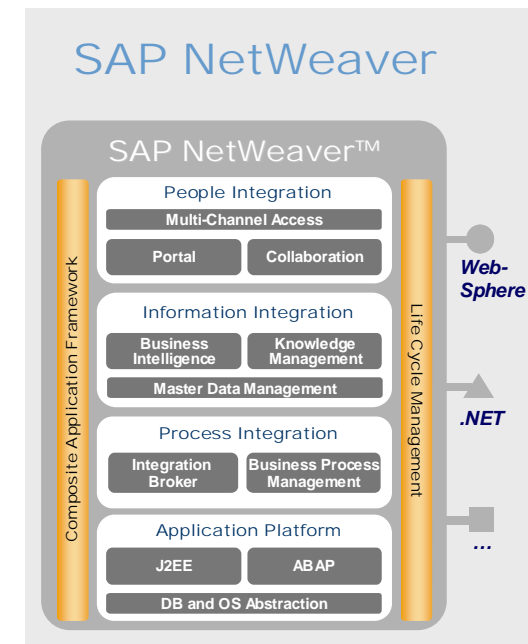 SAP NetWeaver
SAP NetWeaver™
People Integration
Multi-Channel Access
Portal
Collaboration
Information Integration
Business
Intelligence
Knowledge
Management
Master Data Management
Process Integration
Integration
Broker
Business Process
Management
Application Platform
J2EE
ABAP
DB and OS Abstraction
Composite Application Framework
Life Cycle Management
Web-
Sphere
.NET
...